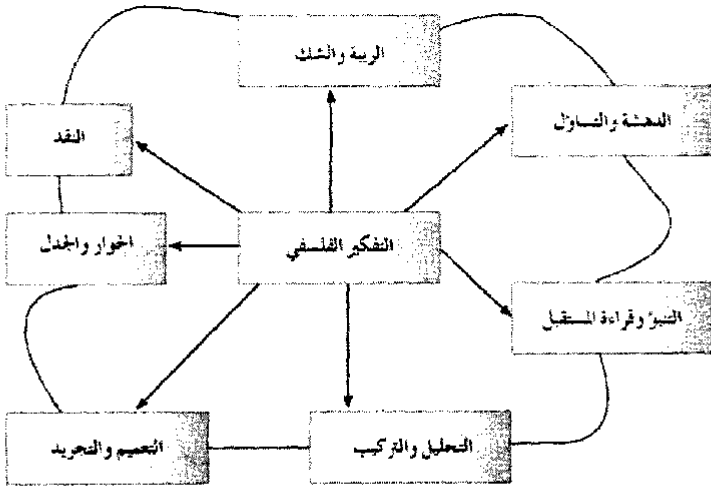 الريبة والشك
الدهشة والتساؤل
النقد
الحوار والجدل
التفكير الفلسفي
التنبؤ وقراءة المستقبل
التعميم والتجريد
التحليل والتركيب